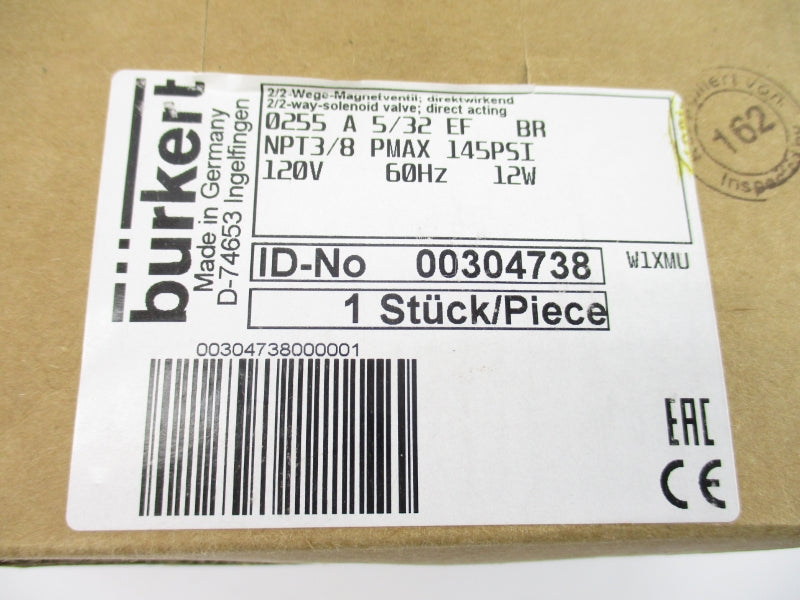 bürkert
Made in Germany
D-74653 Ingelfingen
2/2-Wege-Magnetventil; direktwirkend
2/2-way-solenoid valve; direct acting
0255 A 5/32 EF BR
NPT3/8 PMAX 145PSI
120V 60Hz 12W
ID-No 00304738
W1XMU
1 Stück/Piece
00304738000001
EAC
CE
162